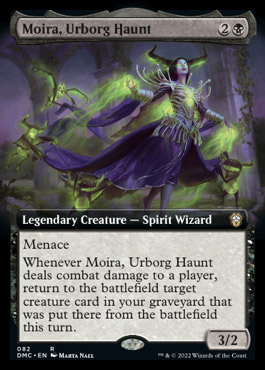 Moira, Urborg Haunt 2
Legendary Creature — Spirit Wizard
Menace
Whenever Moira, Urborg Haunt
deals combat damage to a player,
return to the battlefield target
creature card in your graveyard that
was put there from the battlefield
this turn.
3/2
082 R
DMC • EN MARTA NAEL ™ & © 2022 Wizards of the Coast